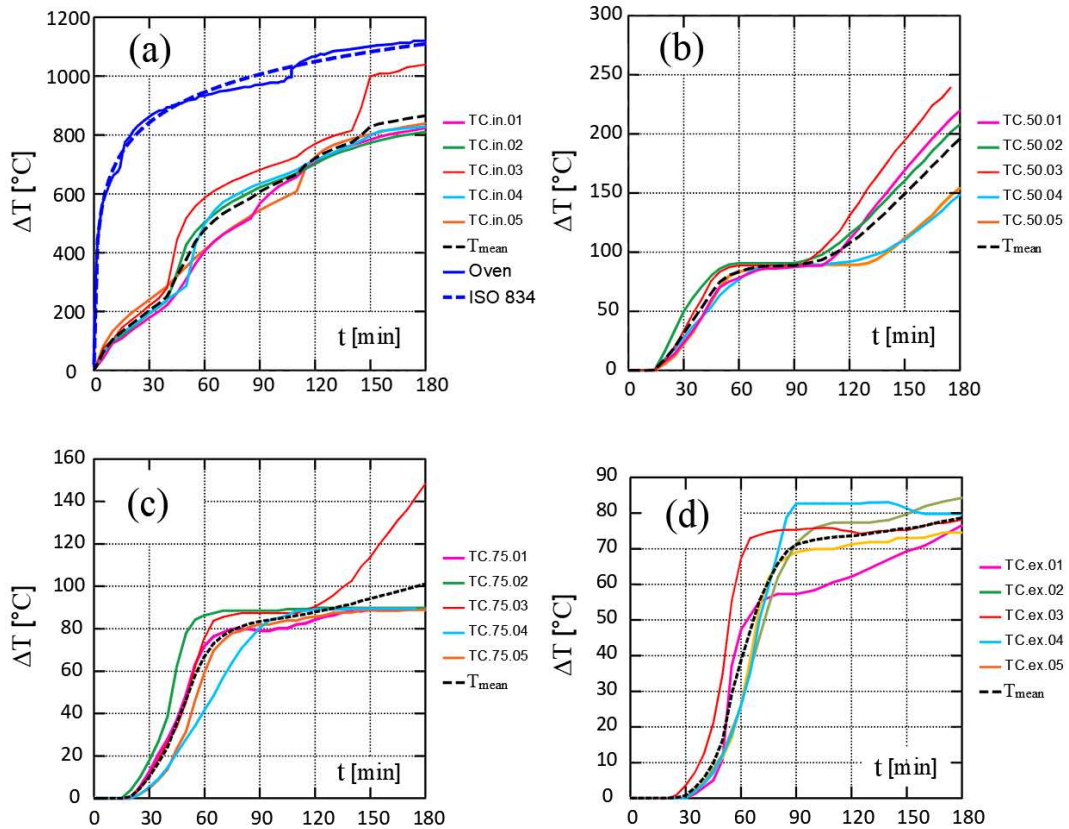 (a)
ΔT [°C]
1200
1000
800
600
400
200
0
0 30 60 90 120 150 180
t [min]
TC.in.01
TC.in.02
TC.in.03
TC.in.04
TC.in.05
Tmean
Oven
ISO 834
(b)
ΔT [°C]
300
250
200
150
100
50
0
0 30 60 90 120 150 180
t [min]
TC.50.01
TC.50.02
TC.50.03
TC.50.04
TC.50.05
Tmean
(c)
ΔT [°C]
160
140
120
100
80
60
40
20
0
0 30 60 90 120 150 180
t [min]
TC.75.01
TC.75.02
TC.75.03
TC.75.04
TC.75.05
Tmean
(d)
ΔT [°C]
90
80
70
60
50
40
30
20
10
0
0 30 60 90 120 150 180
t [min]
TC.ex.01
TC.ex.02
TC.ex.03
TC.ex.04
TC.ex.05
Tmean